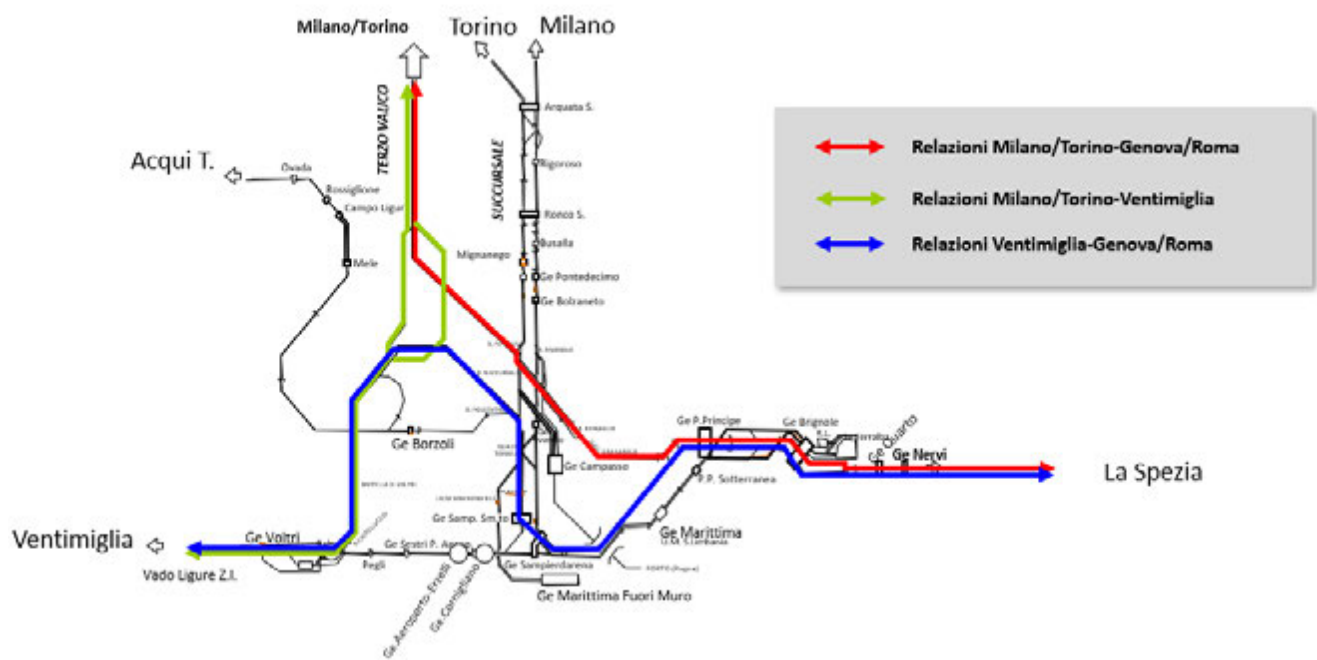 Milano/Torino
Torino
Milano
TERZO VALICO
SUCCURSALE
Arquata S.
Rigoroso
Ronco S.
Busalla
Mignanego
Ge Pontedecimo
Ge Bolzaneto
Acqui T.
Ovada
Rossiglione
Campo Ligur
Mele
Relazioni Milano/Torino-Genova/Roma
Relazioni Milano/Torino-Ventimiglia
Relazioni Ventimiglia-Genova/Roma
Ge Borzoli
Ge P.Principe
Ge Brignole
Ge Quarto
Ge Nervi
La Spezia
Ge Campasso
P.P. Sotterranea
Ge Samp. Sm.to
Ge Marittima
Ventimiglia
Vado Ligure Z.I.
Ge Voltri
Pegli
Ge Sestri P. Aerop.
Ge Sampierdarena
Ge.Aeroporto-Erzelli
Ge.Cornigliano
Ge Marittima Fuori Muro